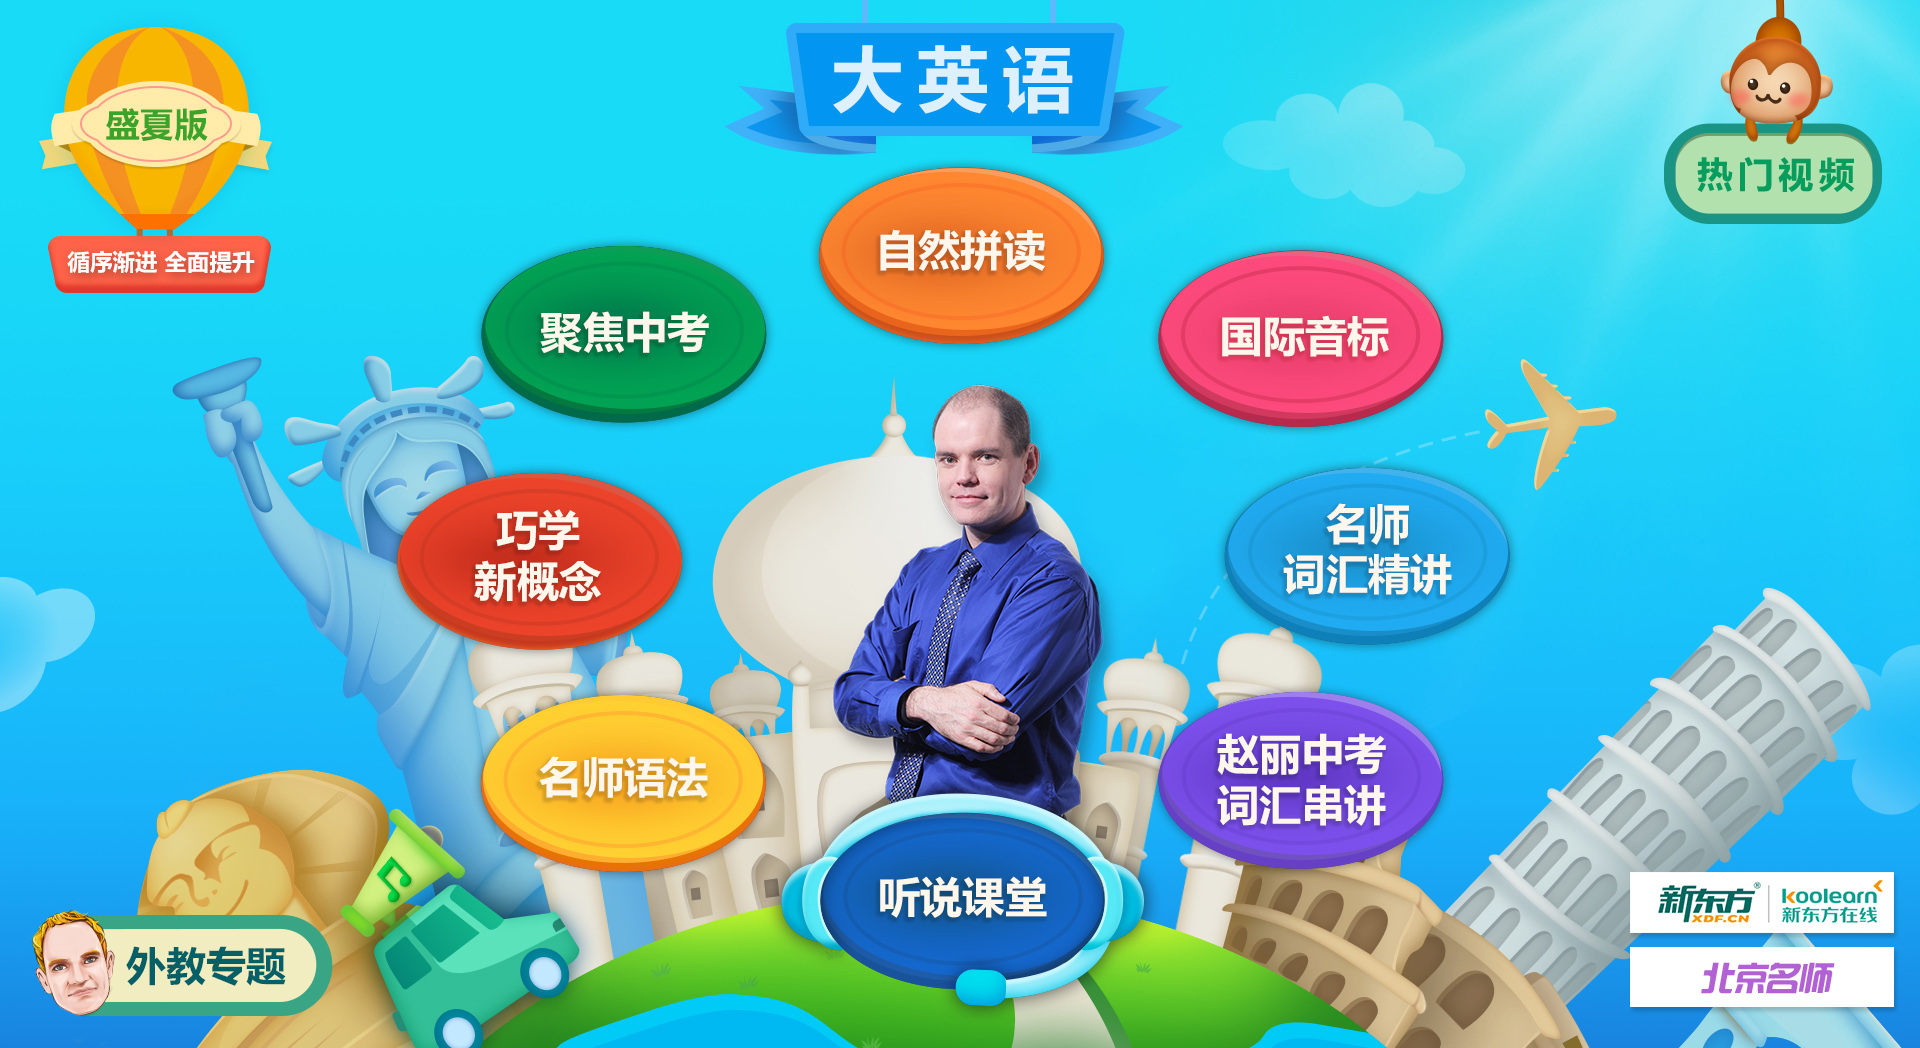 大英语
盛夏版
循序渐进 全面提升
热门视频
自然拼读
聚焦中考
国际音标
巧学
新概念
名师
词汇精讲
名师语法
赵丽中考
词汇串讲
听说课堂
外教专题
新东方® XDF.CN
koolearn
新东方在线
北京名师